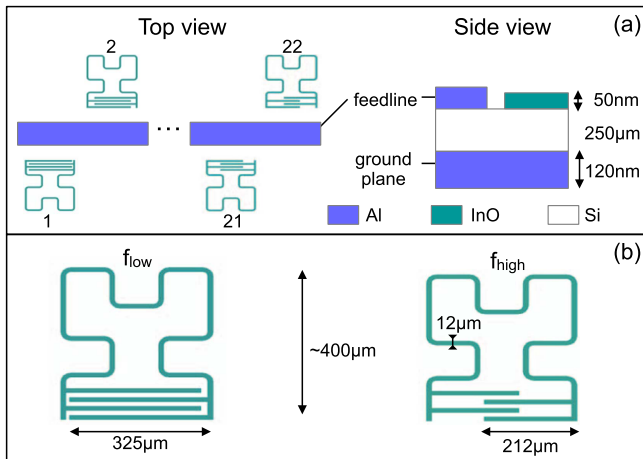 Top view
Side view
(a)
2
22
feedline
50nm
250µm
ground
plane
120nm
1
21
Al
InO
Si
(b)
flow
fhigh
12µm
~400µm
325µm
212µm